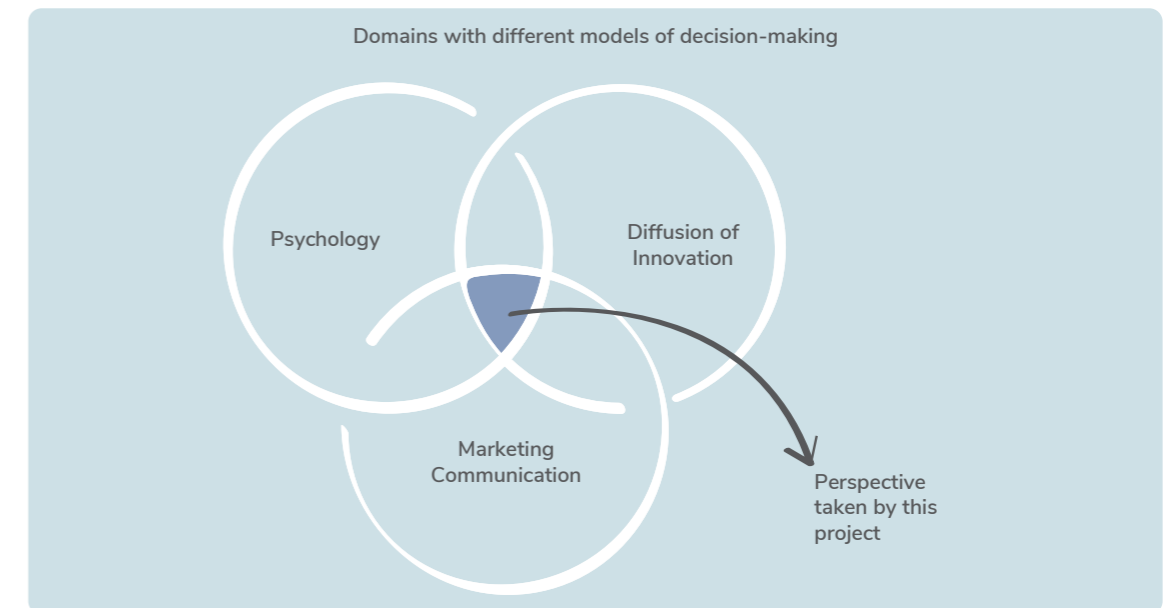 Domains with different models of decision-making
Psychology
Diffusion of
Innovation
Marketing
Communication
Perspective
taken by this
project